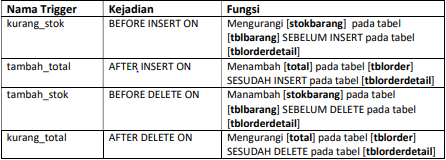 Nama Trigger Kejadian Fungsi
kurang_stok BEFORE INSERT ON Mengurangi [stokbarang] pada tabel
[tblbarang] SEBELUM INSERT pada tabel
[tblorderdetail]
tambah_total AFTER INSERT ON Menambah [total] pada tabel [tblorder]
SESUDAH INSERT pada tabel [tblorderdetail]
tambah_stok BEFORE DELETE ON Manambah [stokbarang] pada tabel
[tblbarang] SEBELUM DELETE pada tabel
[tblorderdetail]
kurang_total AFTER DELETE ON Mengurangi [total] pada tabel [tblorder]
SESUDAH DELETE pada tabel [tblorderdetail]